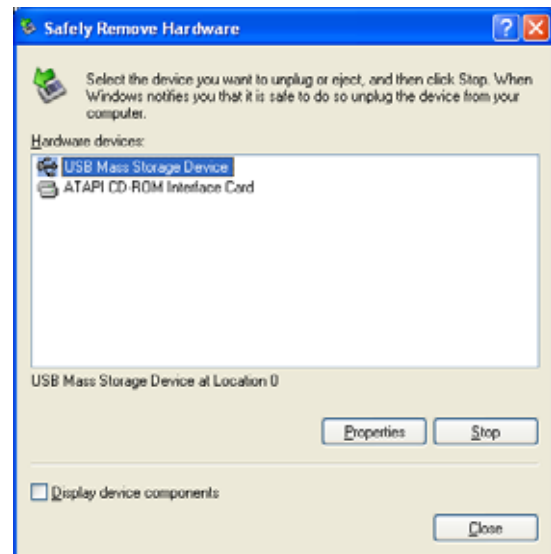 Safely Remove Hardware
Select the device you want to unplug or eject, and then click Stop. When
Windows notifies you that it is safe to do so unplug the device from your
computer.
Hardware devices:
USB Mass Storage Device
ATAPI CD-ROM Interface Card
USB Mass Storage Device at Location 0
Properties Stop
Display device components
Close